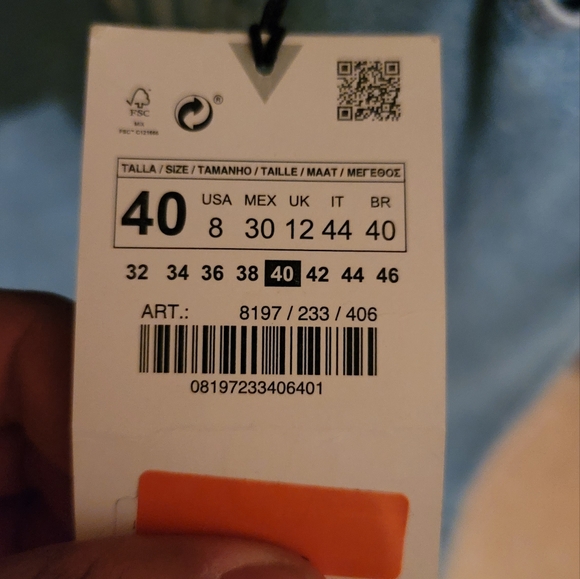 FSC
MIX
TALLA / SIZE / TAMANHO / TAILLE / MAAT / ΜΕΓΕΘΟΣ
40 USA MEX UK IT BR
8 30 12 44 40
32 34 36 38 40 42 44 46
ART.: 8197 / 233 / 406
08197233406401